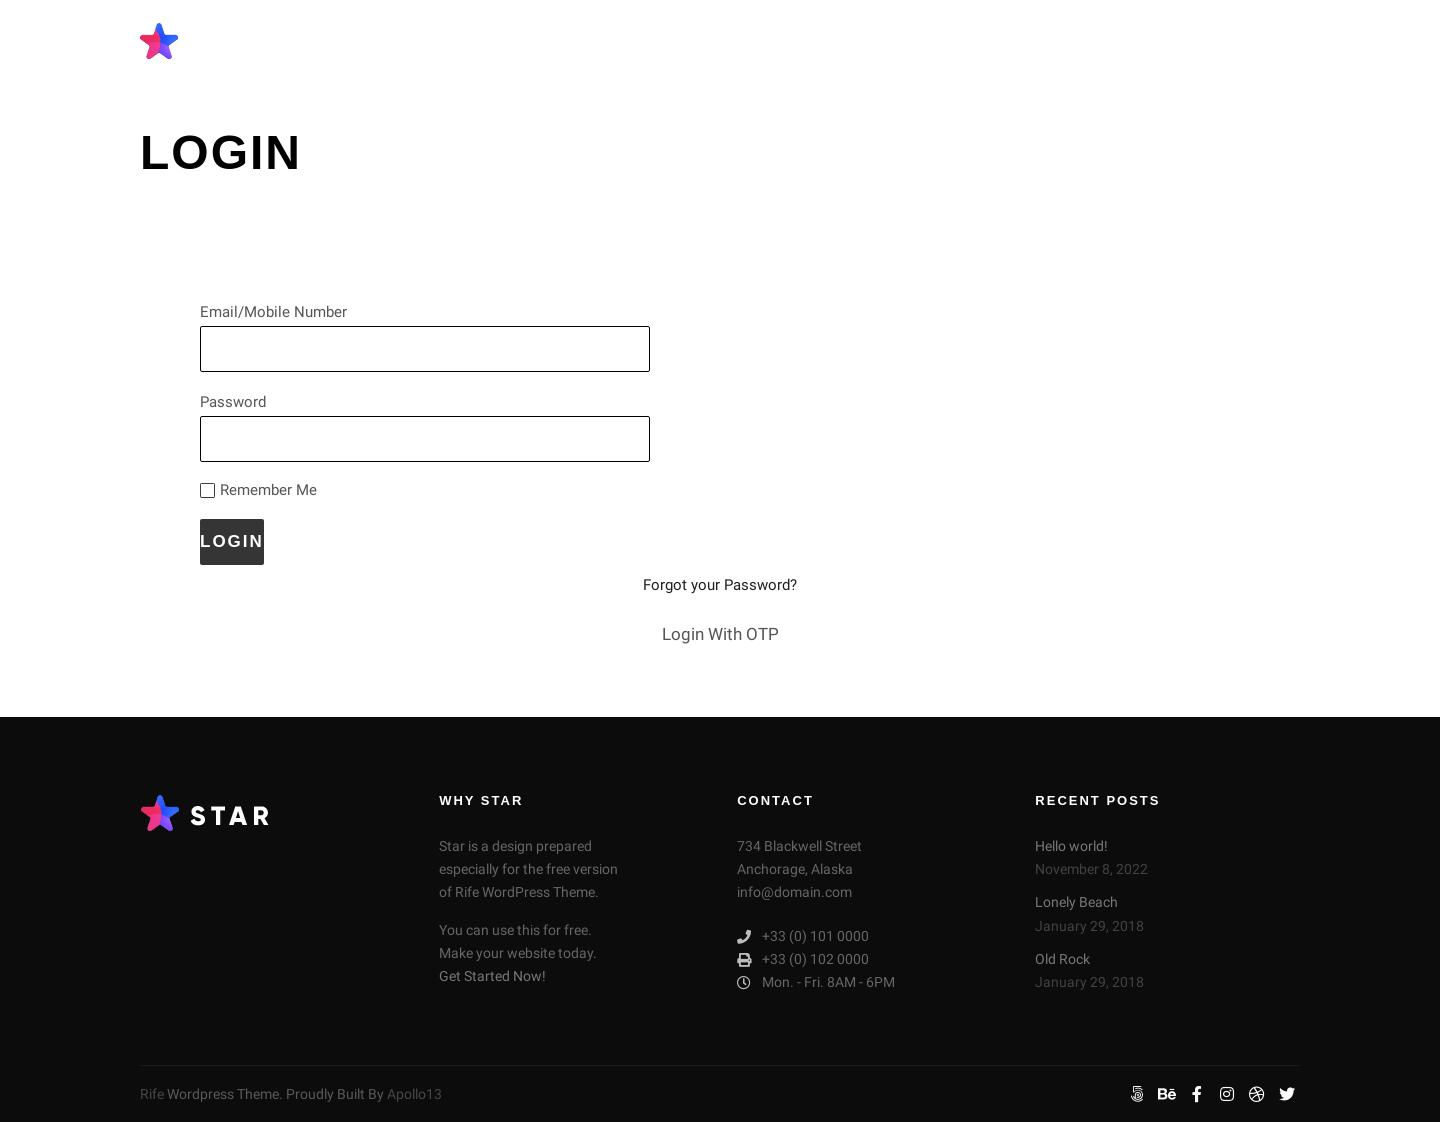 LOGIN
Email/Mobile Number
Password
Remember Me
LOGIN
Forgot your Password?
Login With OTP
STAR
WHY STAR
Star is a design prepared
especially for the free version
of Rife WordPress Theme.
You can use this for free.
Make your website today.
Get Started Now!
CONTACT
734 Blackwell Street
Anchorage, Alaska
info@domain.com
+33 (0) 101 0000
+33 (0) 102 0000
Mon. - Fri. 8AM - 6PM
RECENT POSTS
Hello world!
November 8, 2022
Lonely Beach
January 29, 2018
Old Rock
January 29, 2018
Rife Wordpress Theme. Proudly Built By Apollo13